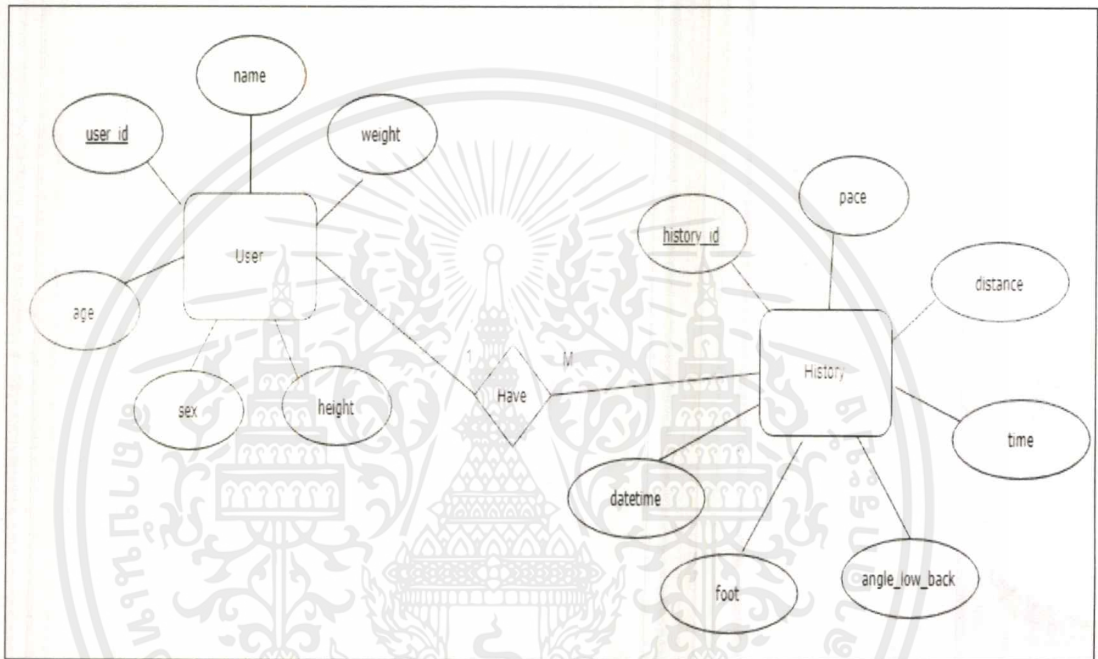 name
user_id
weight
User
age
sex
height
1
Have
M
history_id
pace
distance
History
time
datetime
foot
angle_low_back